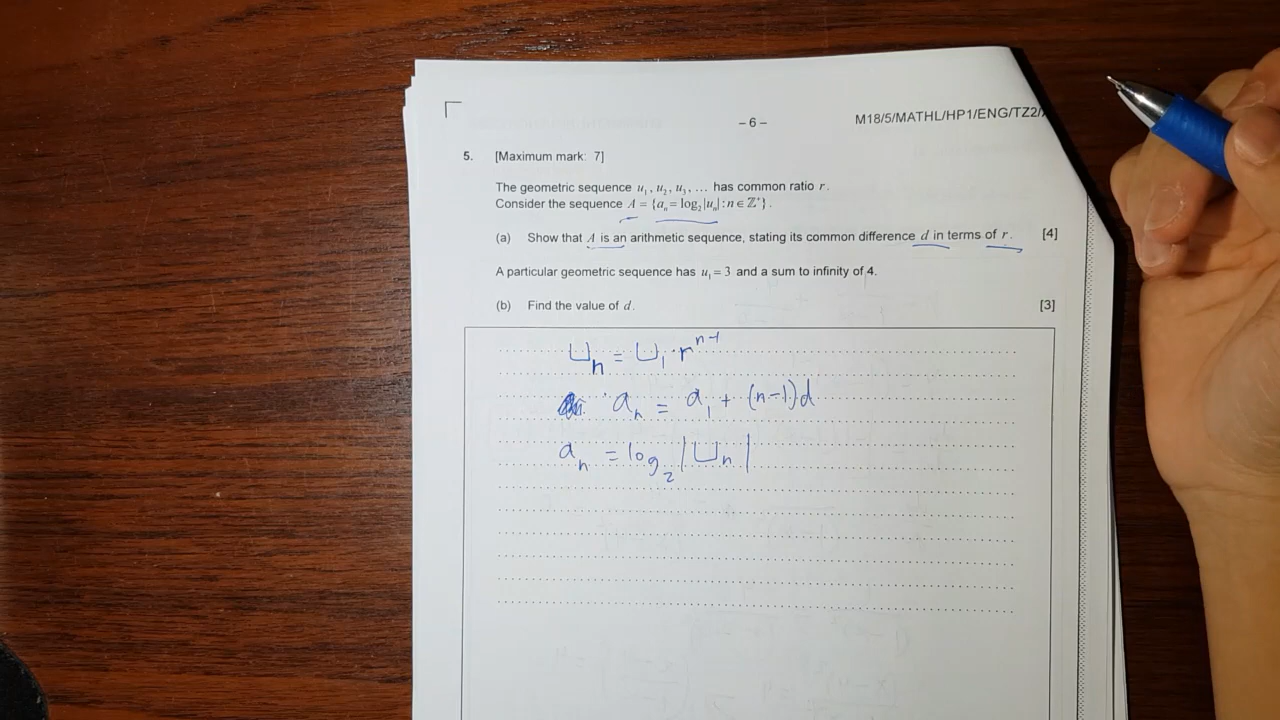 – 6 –
M18/5/MATHL/HP1/ENG/TZ2/
5. [Maximum mark: 7]
The geometric sequence u₁, u₂, u₃, … has common ratio r.
Consider the sequence A = {aₙ = log₂|uₙ| : n ∈ ℤ⁺}.
(a) Show that A is an arithmetic sequence, stating its common difference d in terms of r. [4]
A particular geometric sequence has u₁ = 3 and a sum to infinity of 4.
(b) Find the value of d. [3]
Uₙ = U₁ · rⁿ⁻¹
aₙ = a₁ + (n-1)d
aₙ = log₂ |Uₙ|